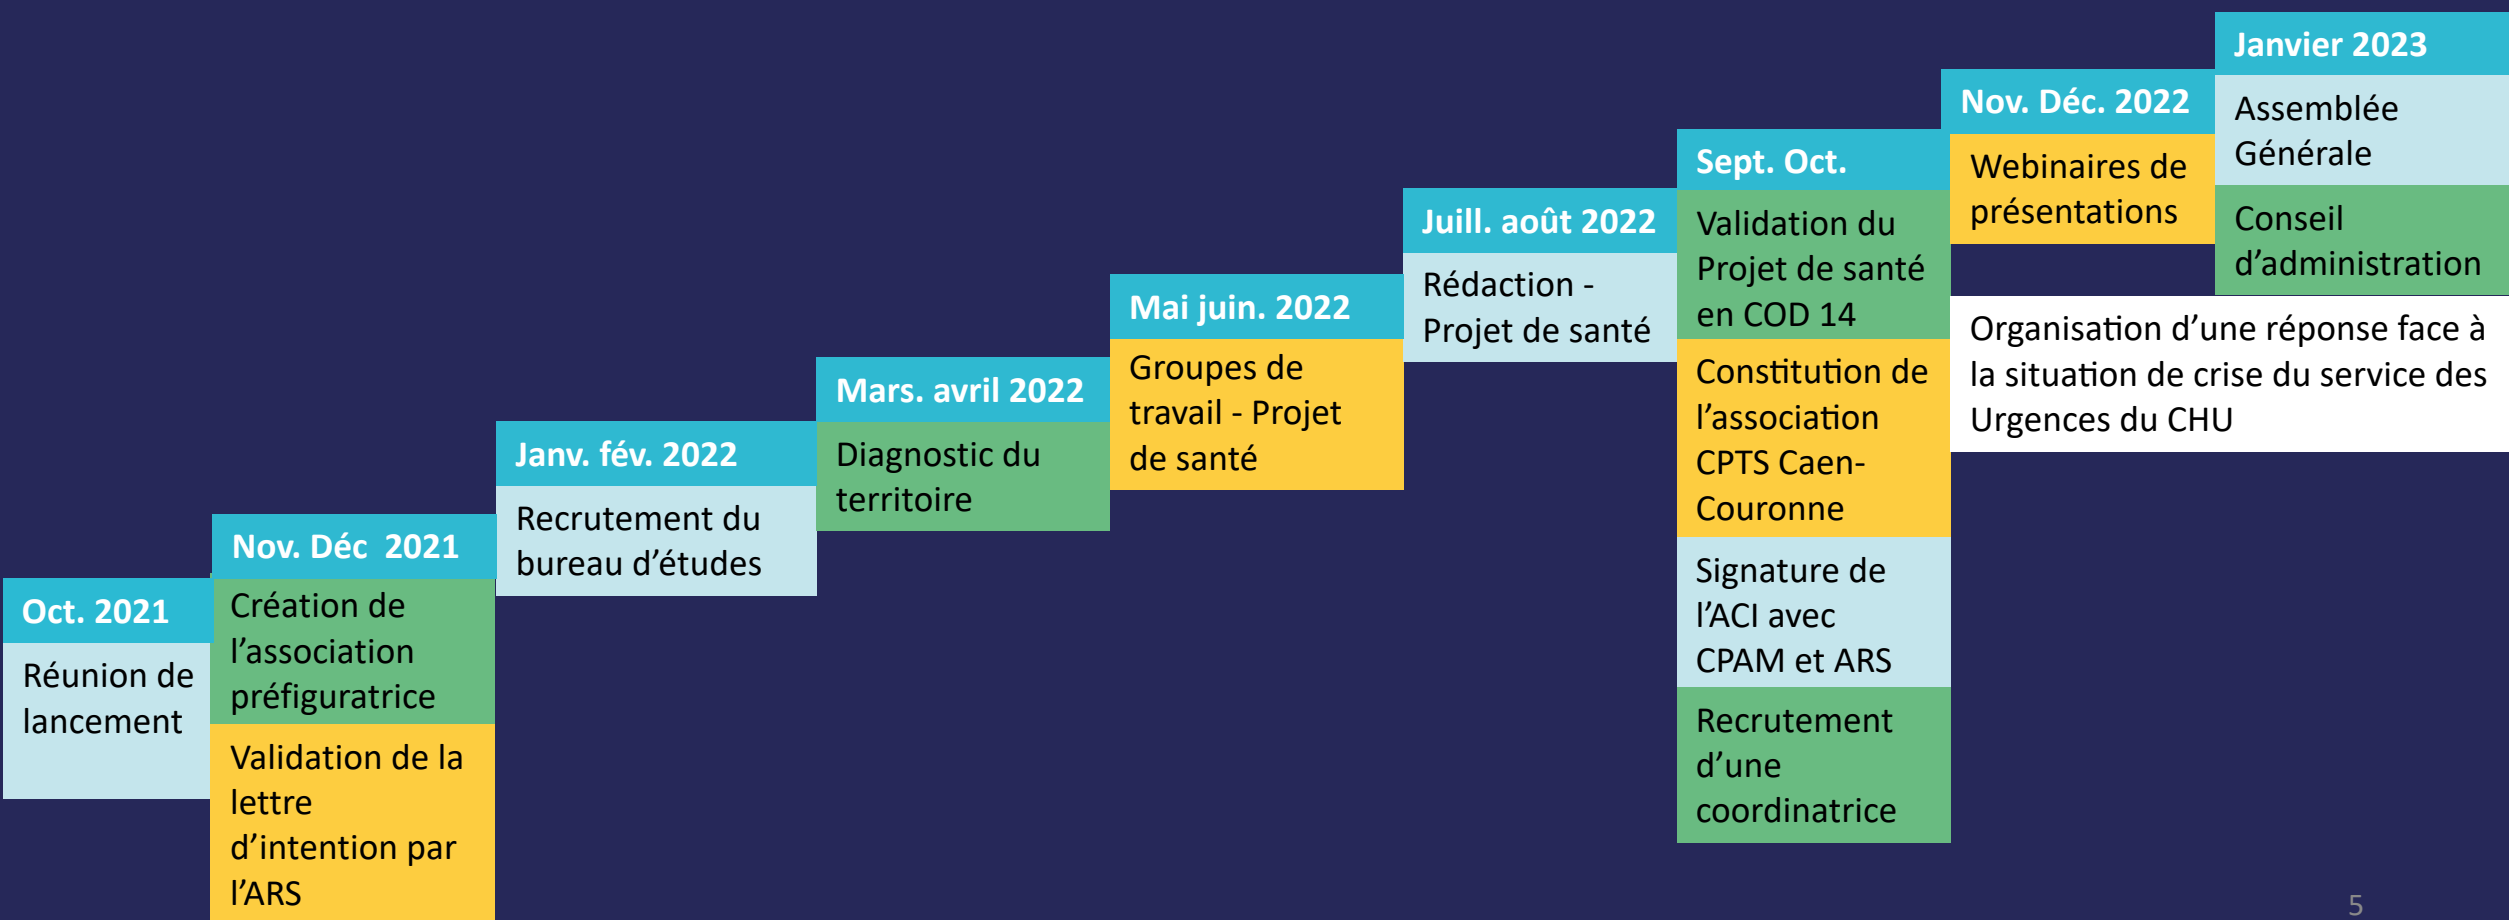 Oct. 2021
Réunion de
lancement
Nov. Déc  2021
Création de
l’association
préfiguratrice
Validation de la
lettre
d’intention par
l’ARS
Janv. fév. 2022
Recrutement du
bureau d’études
Mars. avril 2022
Diagnostic du
territoire
Mai juin. 2022
Groupes de
travail - Projet
de santé
Juill. août 2022
Rédaction -
Projet de santé
Sept. Oct.
Validation du
Projet de santé
en COD 14
Constitution de
l’association
CPTS Caen-
Couronne
Signature de
l’ACI avec
CPAM et ARS
Recrutement
d’une
coordinatrice
Nov. Déc. 2022
Webinaires de
présentations
Janvier 2023
Assemblée
Générale
Conseil
d’administration
Organisation d’une réponse face à
la situation de crise du service des
Urgences du CHU
5